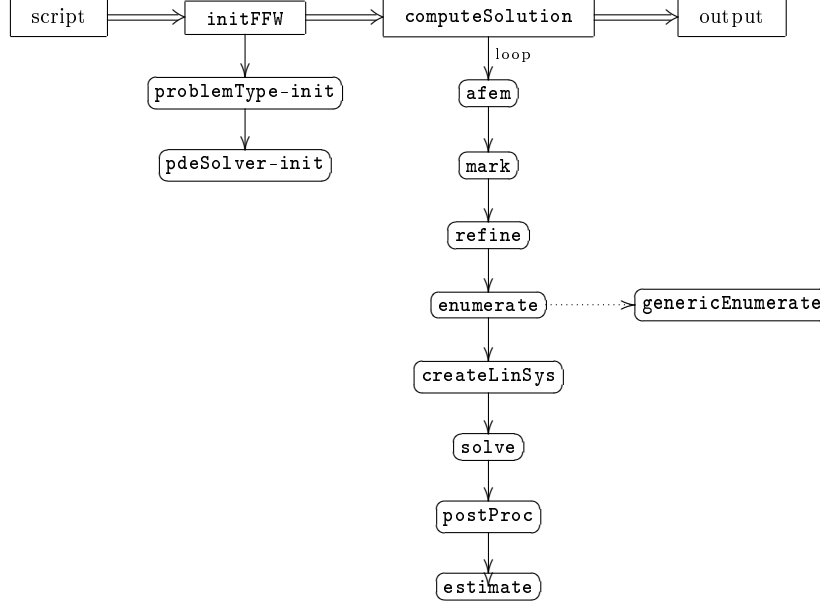 script
initFFW
computeSolution
output
loop
problemType-init
afem
pdeSolver-init
mark
refine
enumerate
genericEnumerate
createLinSys
solve
postProc
estimate